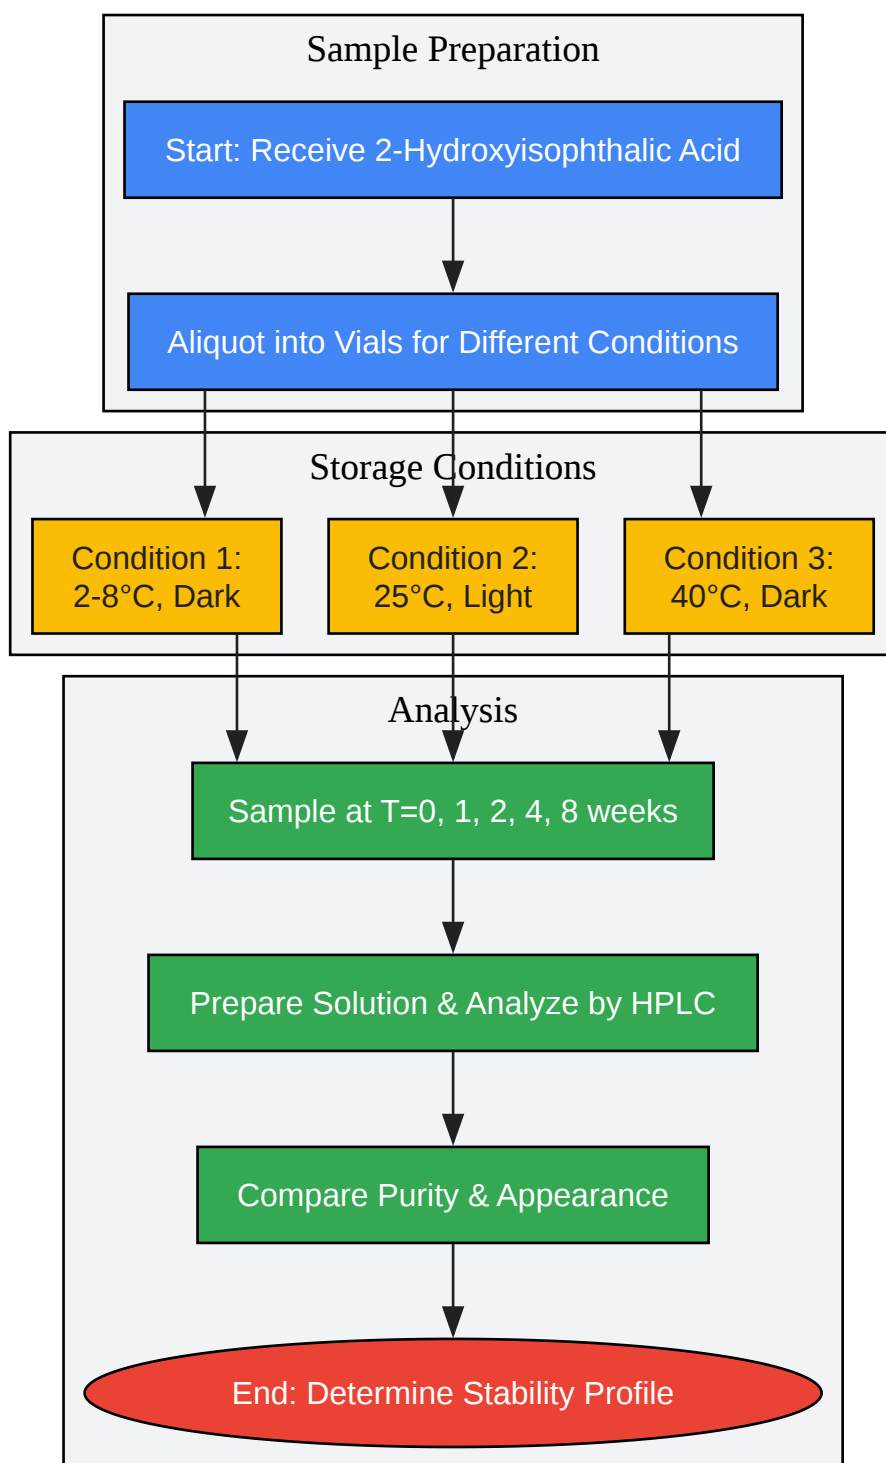 Sample Preparation
Start: Receive 2-Hydroxyisophthalic Acid
Aliquot into Vials for Different Conditions
Storage Conditions
Condition 1:
2-8°C, Dark
Condition 2:
25°C, Light
Condition 3:
40°C, Dark
Analysis
Sample at T=0, 1, 2, 4, 8 weeks
Prepare Solution & Analyze by HPLC
Compare Purity & Appearance
End: Determine Stability Profile